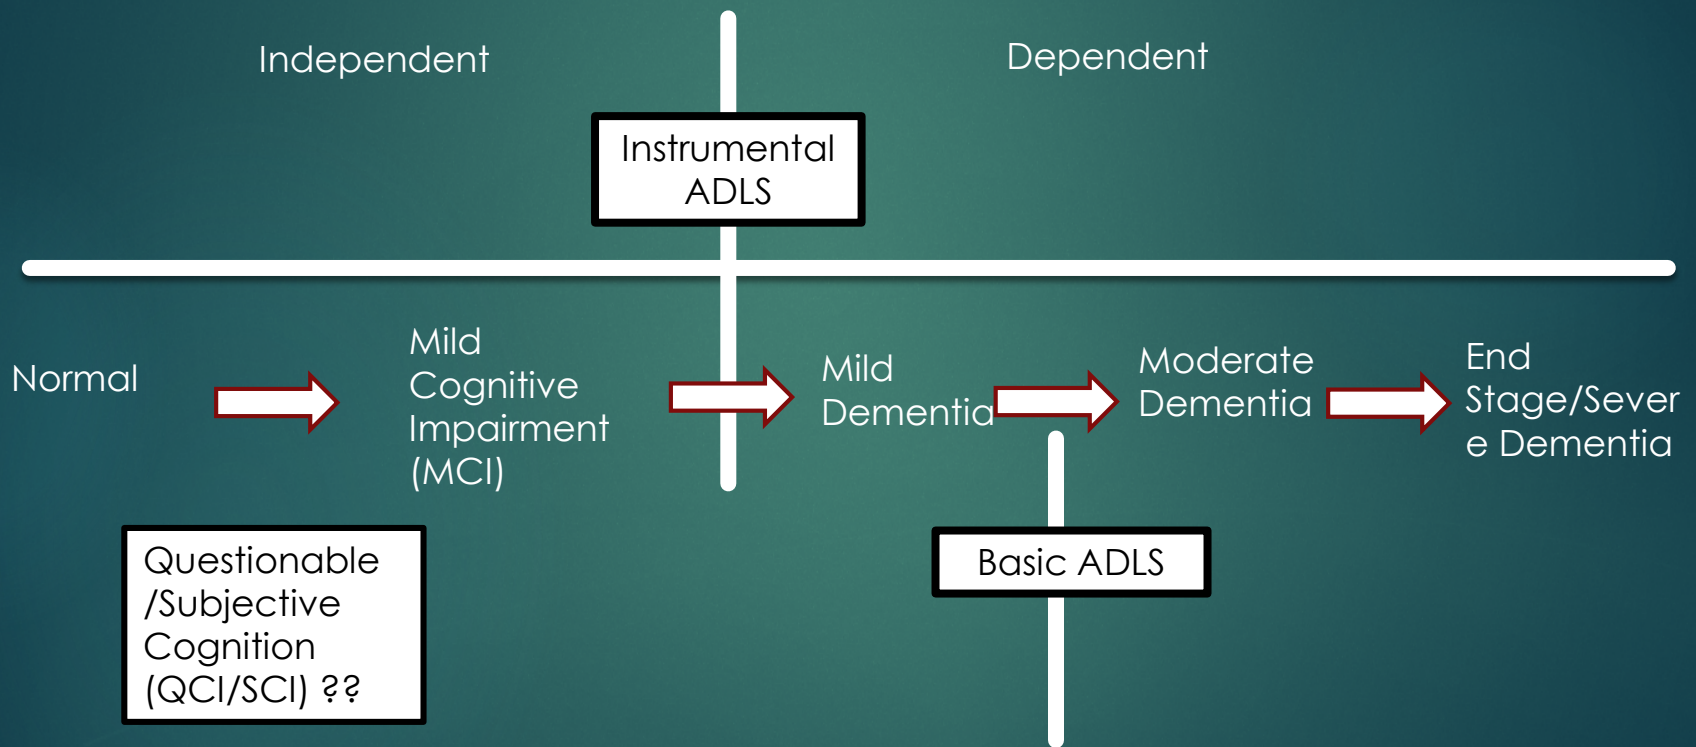 Independent
Dependent
Instrumental
ADLS
Normal
Mild
Cognitive
Impairment
(MCI)
Mild
Dementia
Moderate
Dementia
End
Stage/Sever
e Dementia
Questionable
/Subjective
Cognition
(QCI/SCI) ??
Basic ADLS